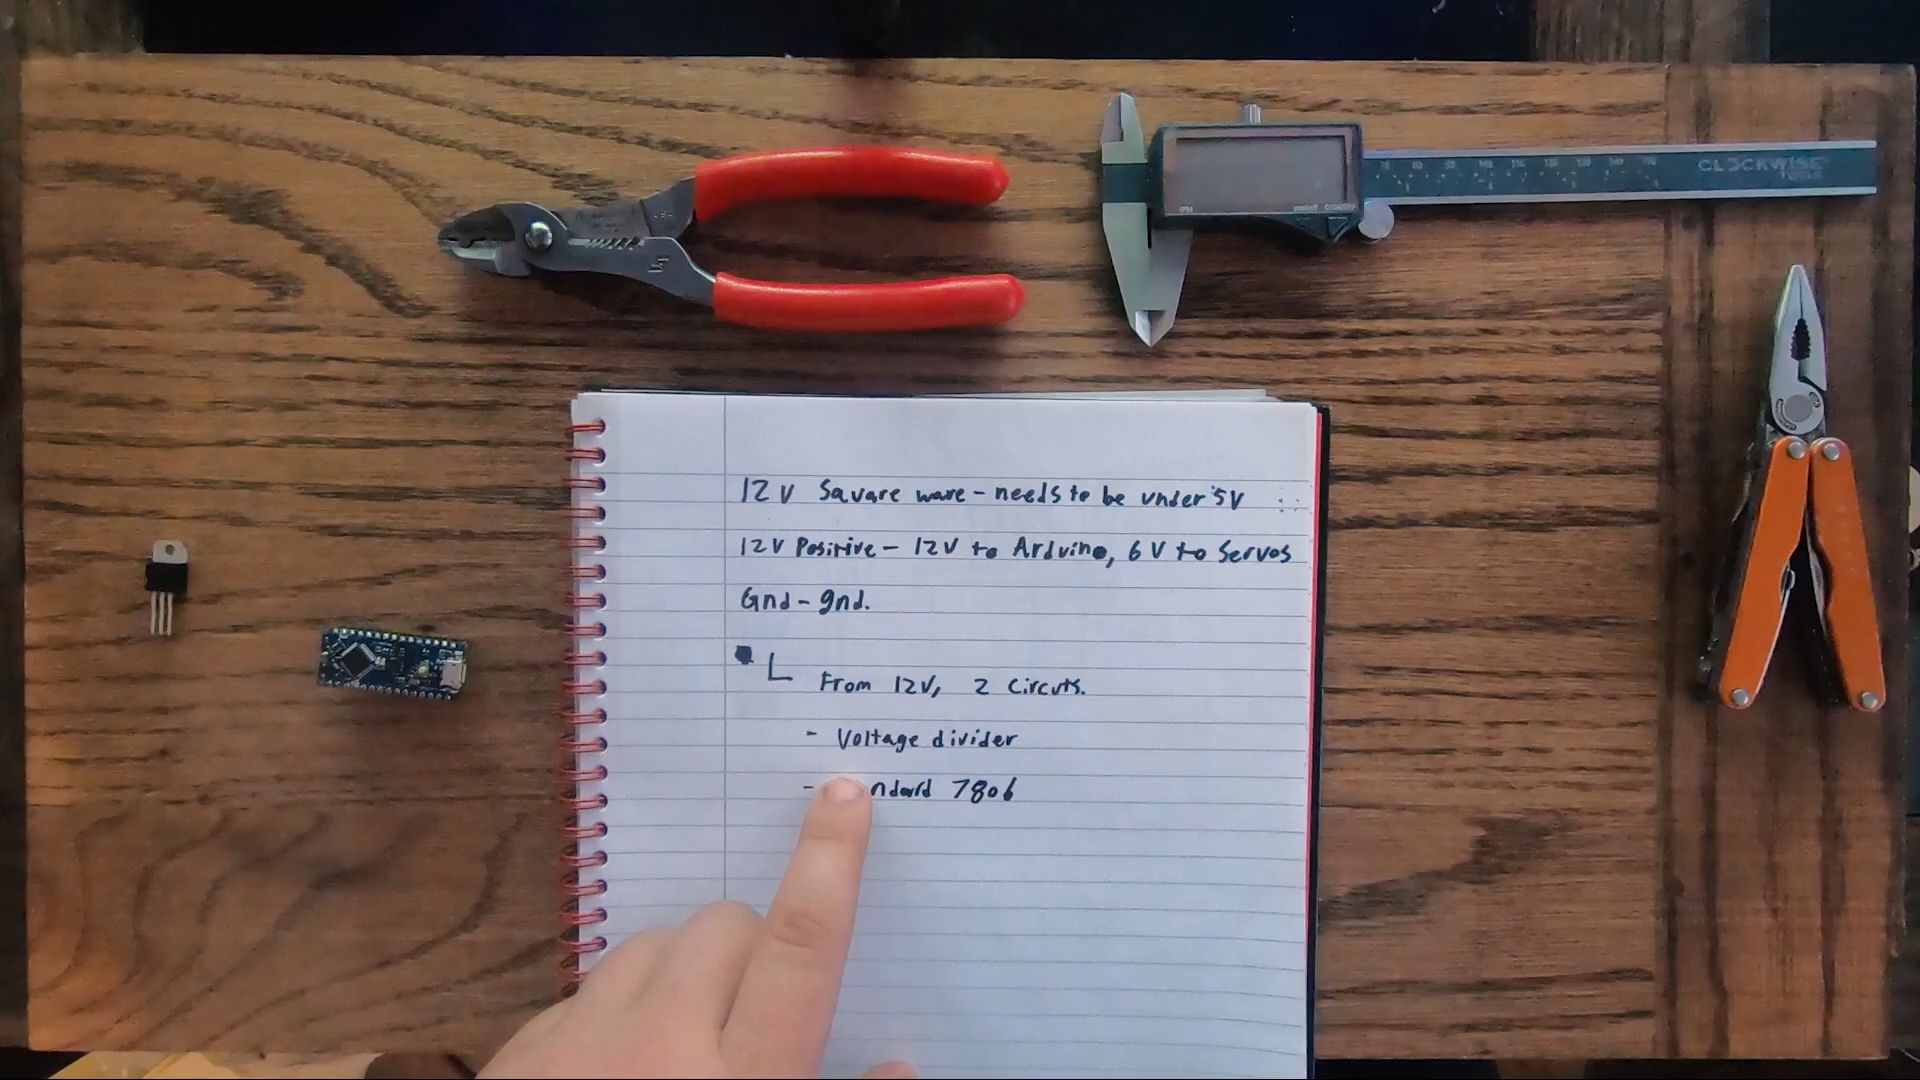 CLOCKWISE
TOOLS
12V Square wave - needs to be under 5V
12V Positive - 12V to Arduino, 6V to Servos
Gnd - gnd.
From 12V, 2 Circuts.
- Voltage divider
- ndard 7806